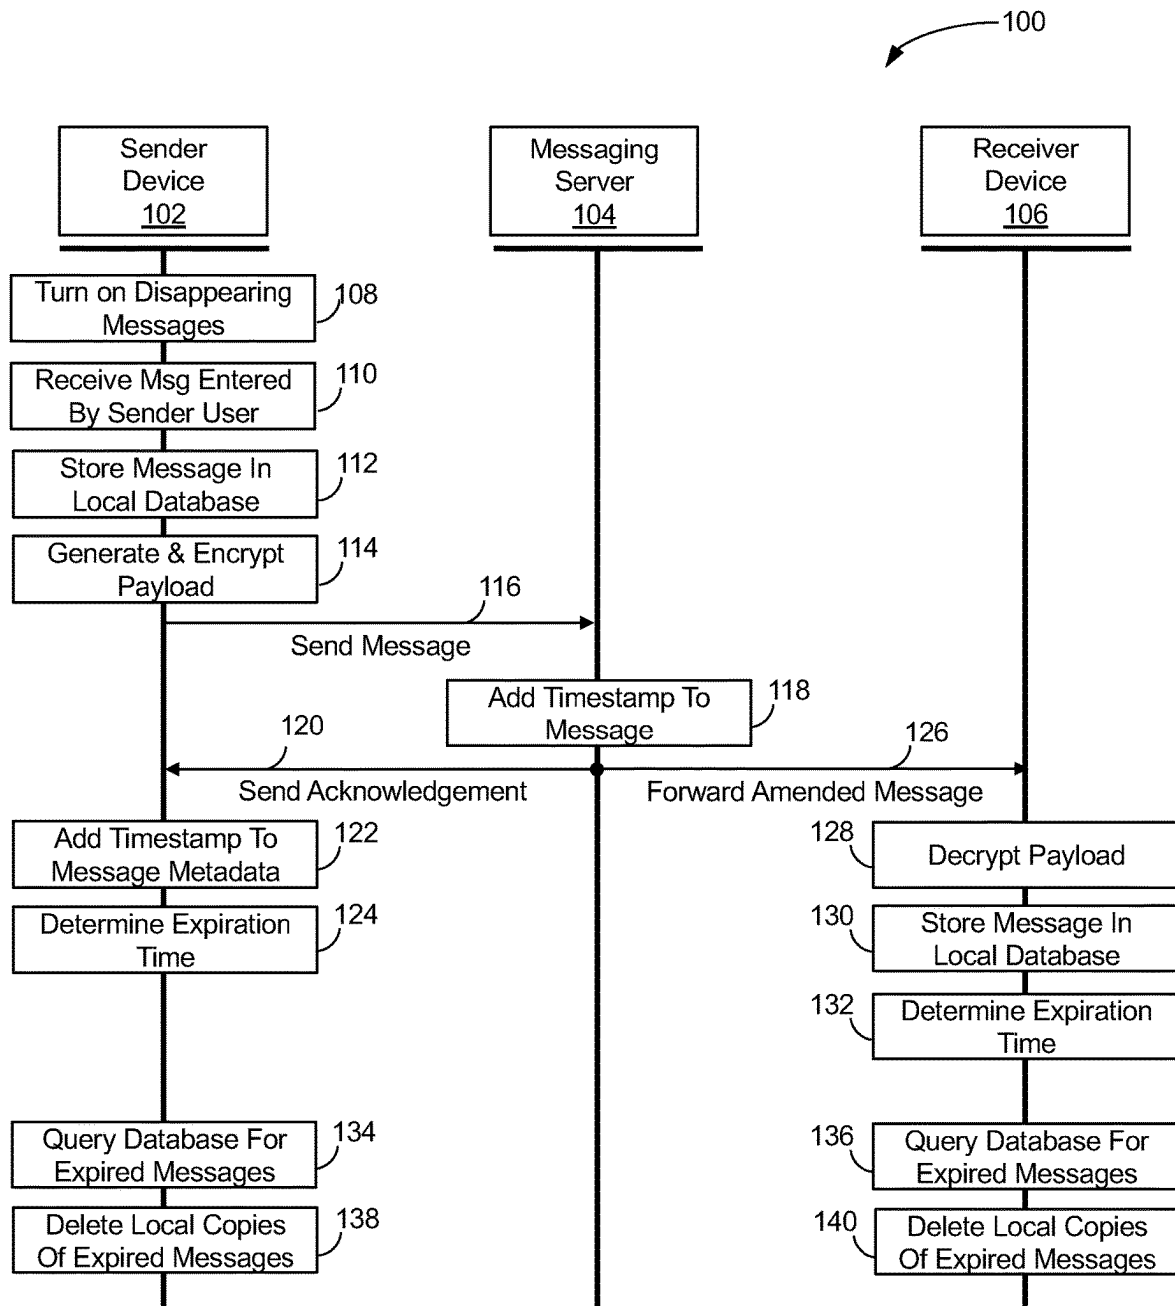 100
Sender
Device
102
Messaging
Server
104
Receiver
Device
106
Turn on Disappearing
Messages
108
Receive Msg Entered
By Sender User
110
Store Message In
Local Database
112
Generate & Encrypt
Payload
114
116
Send Message
Add Timestamp To
Message
118
120
Send Acknowledgement
126
Forward Amended Message
Add Timestamp To
Message Metadata
122
128
Decrypt Payload
Determine Expiration
Time
124
130
Store Message In
Local Database
132
Determine Expiration
Time
Query Database For
Expired Messages
134
136
Query Database For
Expired Messages
Delete Local Copies
Of Expired Messages
138
140
Delete Local Copies
Of Expired Messages